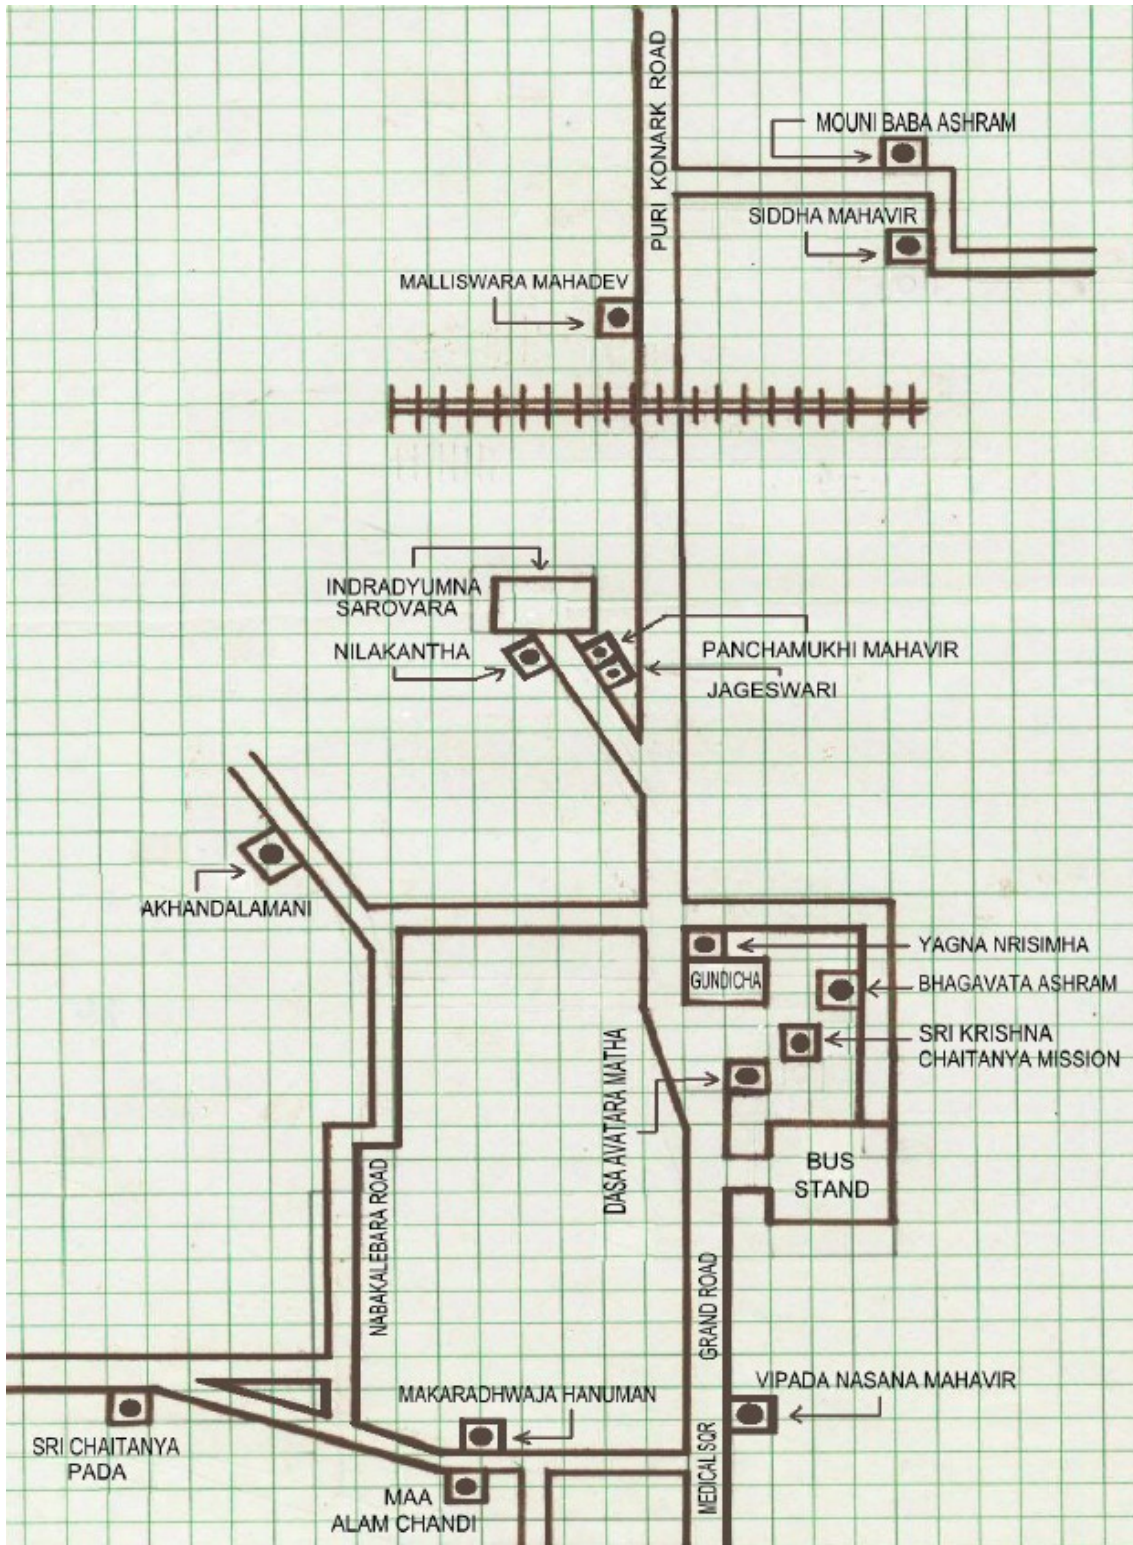 PURI KONARK ROAD
MOUNI BABA ASHRAM
SIDDHA MAHAVIR
MALLISWARA MAHADEV
INDRADYUMNA
SAROVARA
NILAKANTHA
PANCHAMUKHI MAHAVIR
JAGESWARI
AKHANDALAMANI
YAGNA NRISIMHA
GUNDICHA
BHAGAVATA ASHRAM
SRI KRISHNA
CHAITANYA MISSION
DASA AVATARA MATHA
BUS
STAND
NABAKALEBARA ROAD
GRAND ROAD
VIPADA NASANA MAHAVIR
MAKARADHWAJA HANUMAN
MEDICAL SQR
SRI CHAITANYA
PADA
MAA
ALAM CHANDI